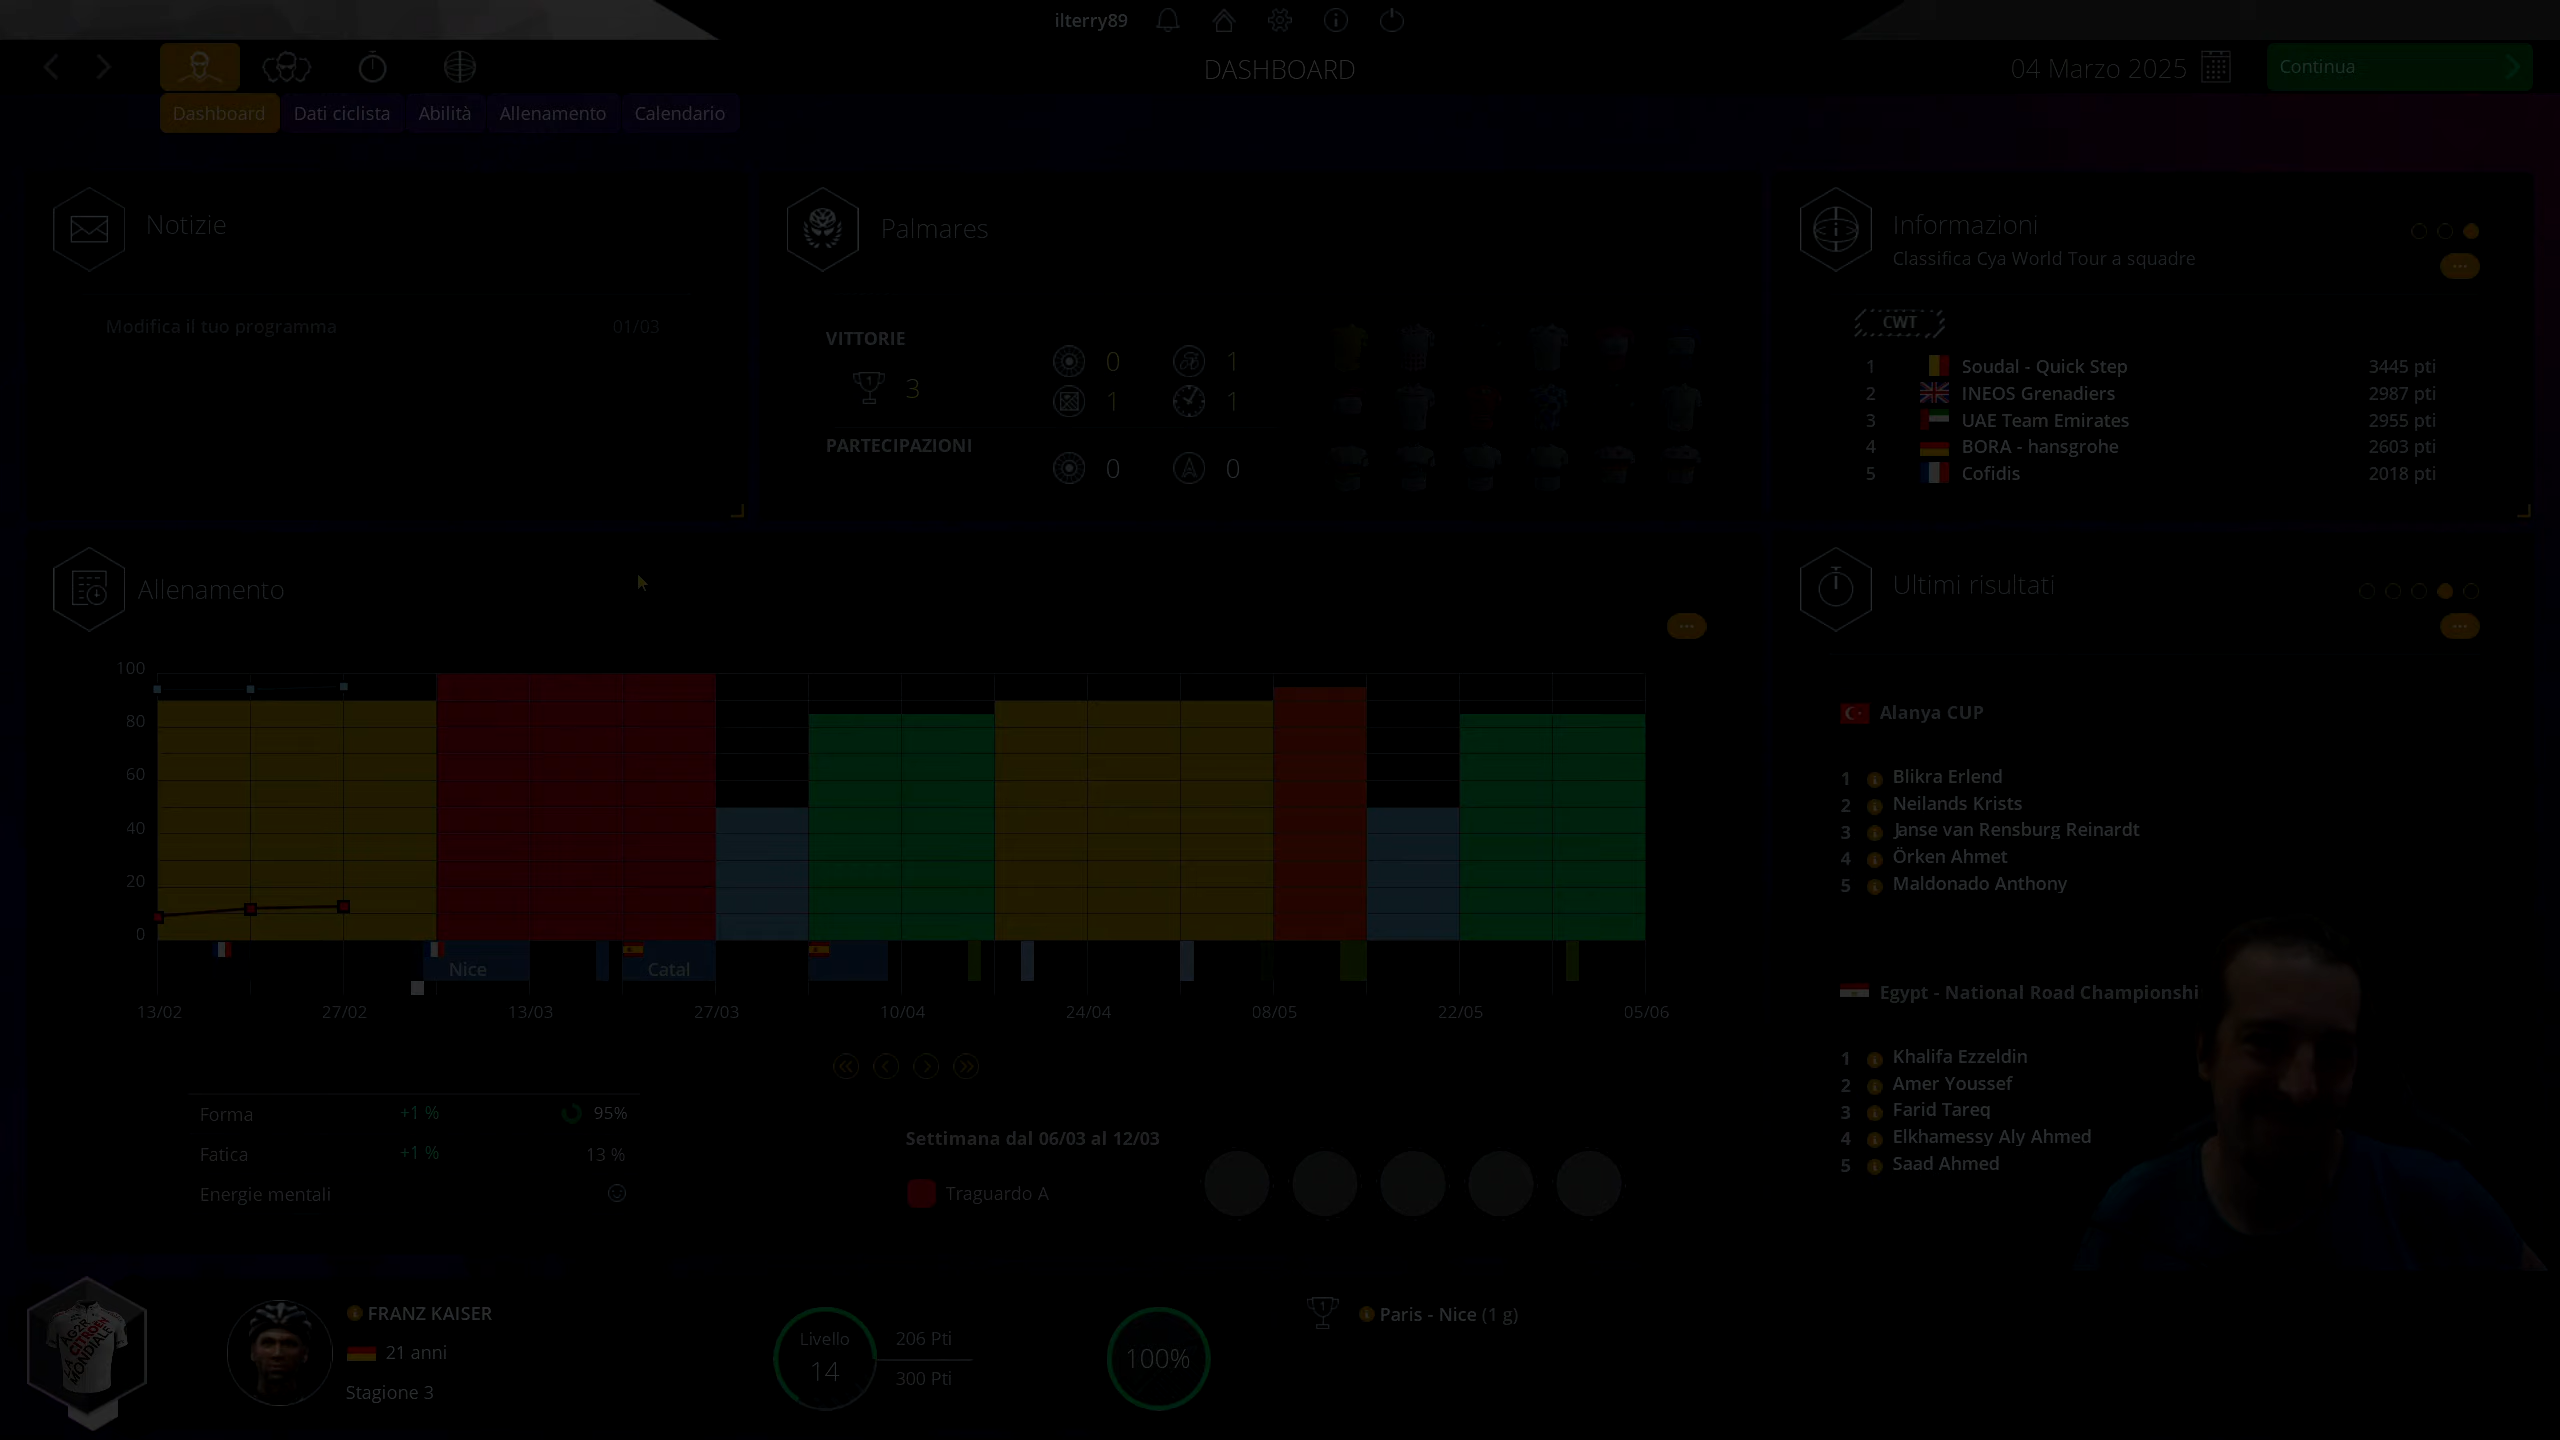 ilterry89
DASHBOARD
04 Marzo 2025
Continua
Dashboard
Dati ciclista
Abilità
Allenamento
Calendario
Notizie
Modifica il tuo programma
01/03
Palmares
VITTORIE
3
0
1
1
1
PARTECIPAZIONI
0
0
Informazioni
Classifica Cya World Tour a squadre
CWT
1 Soudal - Quick Step 3445 pti
2 INEOS Grenadiers 2987 pti
3 UAE Team Emirates 2955 pti
4 BORA - hansgrohe 2603 pti
5 Cofidis 2018 pti
Allenamento
100
80
60
40
20
0
Nice
Catal
13/02
27/02
13/03
27/03
10/04
24/04
08/05
22/05
05/06
Forma +1 % 95%
Fatica +1 % 13 %
Energie mentali
Settimana dal 06/03 al 12/03
Traguardo A
Ultimi risultati
Alanya CUP
1 Blikra Erlend
2 Neilands Krists
3 Janse van Rensburg Reinardt
4 Örken Ahmet
5 Maldonado Anthony
Egypt - National Road Championshi
1 Khalifa Ezzeldin
2 Amer Youssef
3 Farid Tareq
4 Elkhamessy Aly Ahmed
5 Saad Ahmed
AG2R
CITROËN
MONDIALE
FRANZ KAISER
21 anni
Stagione 3
Livello
14
206 Pti
300 Pti
100%
1
Paris - Nice (1 g)